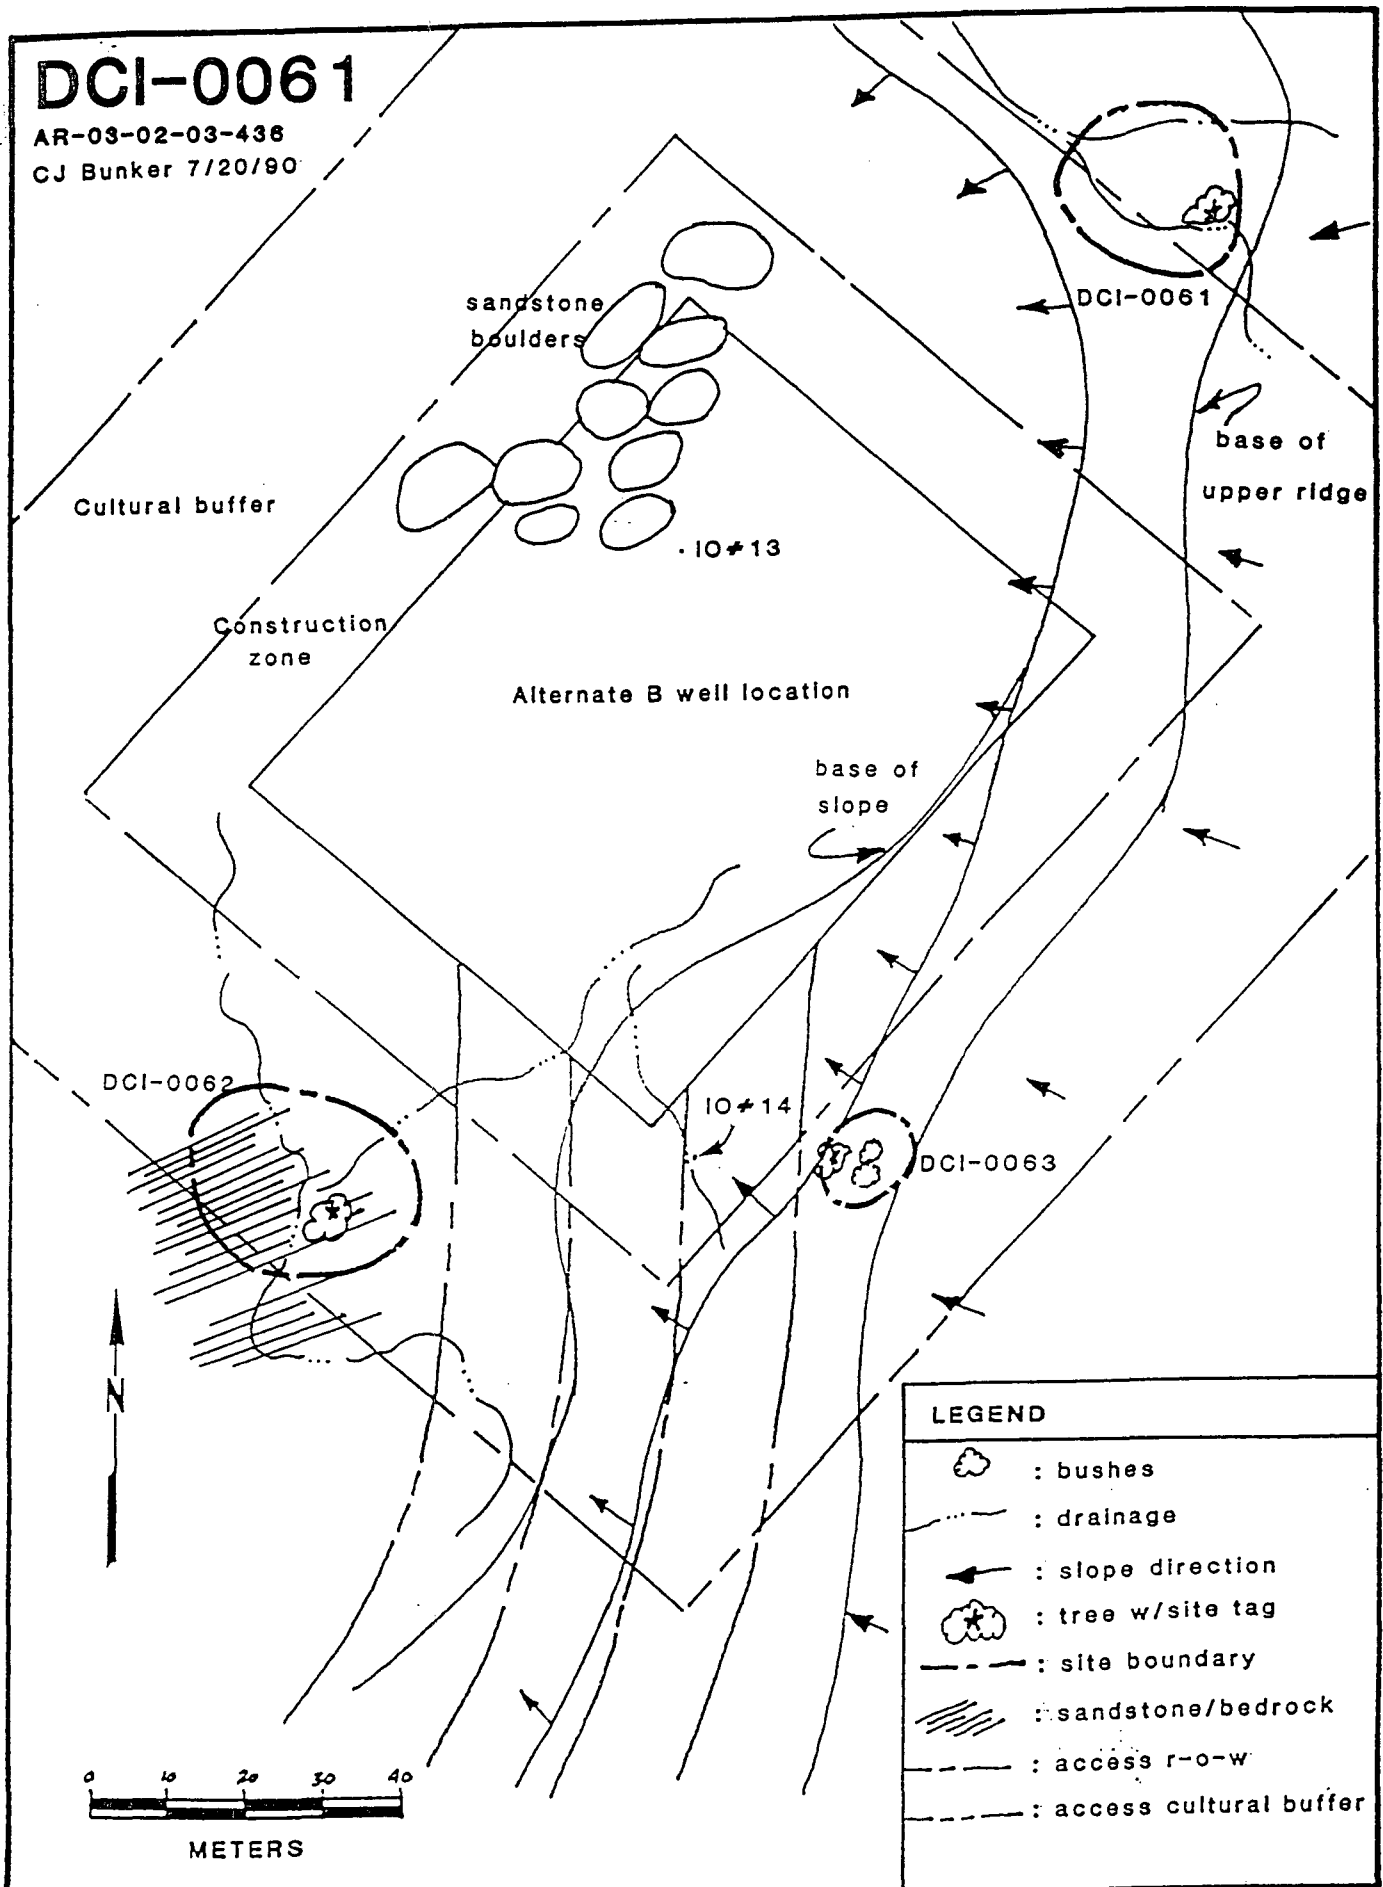 DCI-0061
AR-03-02-03-436
CJ Bunker 7/20/90
DCI-0061
sandstone
boulders
base of
upper ridge
Cultural buffer
IO≠13
Construction
zone
Alternate B well location
base of
slope
DCI-0062
IO≠14
DCI-0063
N
LEGEND
: bushes
: drainage
: slope direction
: tree w/site tag
: site boundary
: sandstone/bedrock
: access r-o-w
: access cultural buffer
0 10 20 30 40
METERS